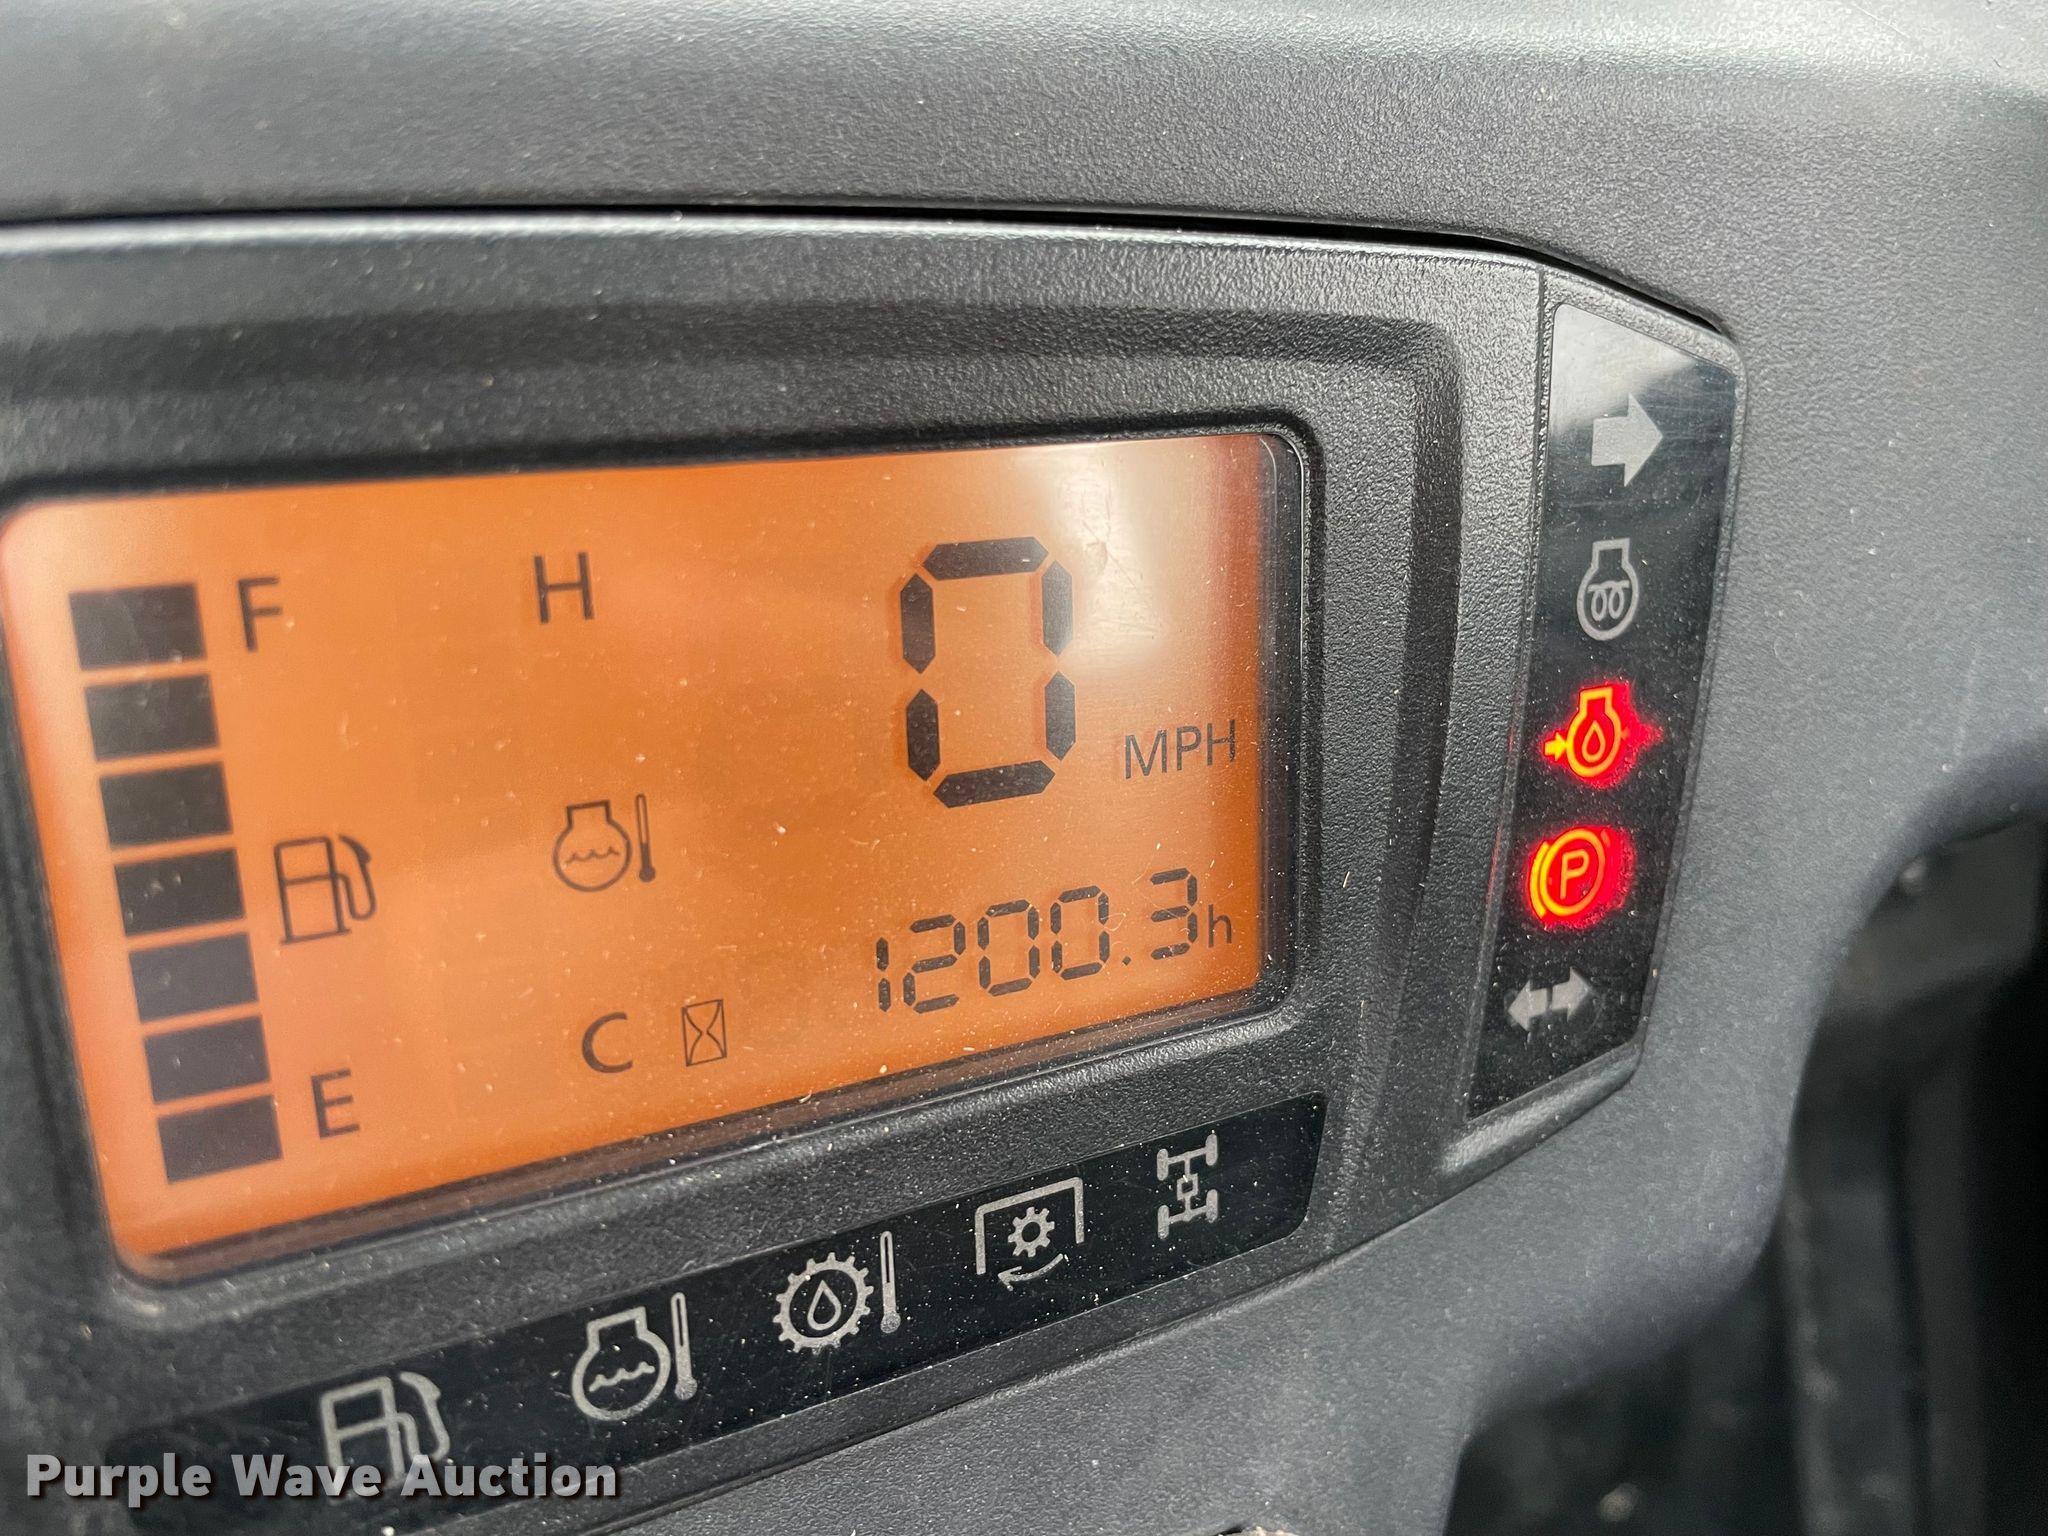 F
H
0
MPH
1200.3h
C
E
P
Purple Wave Auction